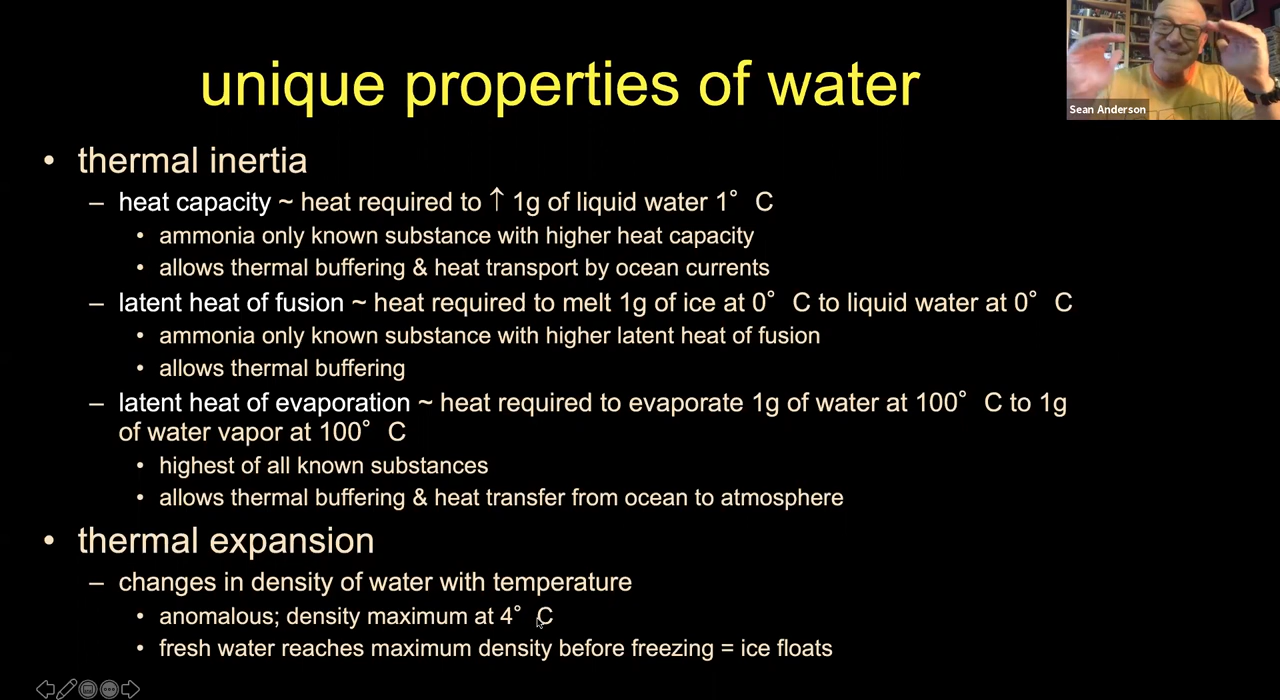 unique properties of water
Sean Anderson
• thermal inertia
– heat capacity ~ heat required to ↑ 1g of liquid water 1° C
• ammonia only known substance with higher heat capacity
• allows thermal buffering & heat transport by ocean currents
– latent heat of fusion ~ heat required to melt 1g of ice at 0° C to liquid water at 0° C
• ammonia only known substance with higher latent heat of fusion
• allows thermal buffering
– latent heat of evaporation ~ heat required to evaporate 1g of water at 100° C to 1g
of water vapor at 100° C
• highest of all known substances
• allows thermal buffering & heat transfer from ocean to atmosphere
• thermal expansion
– changes in density of water with temperature
• anomalous; density maximum at 4° C
• fresh water reaches maximum density before freezing = ice floats